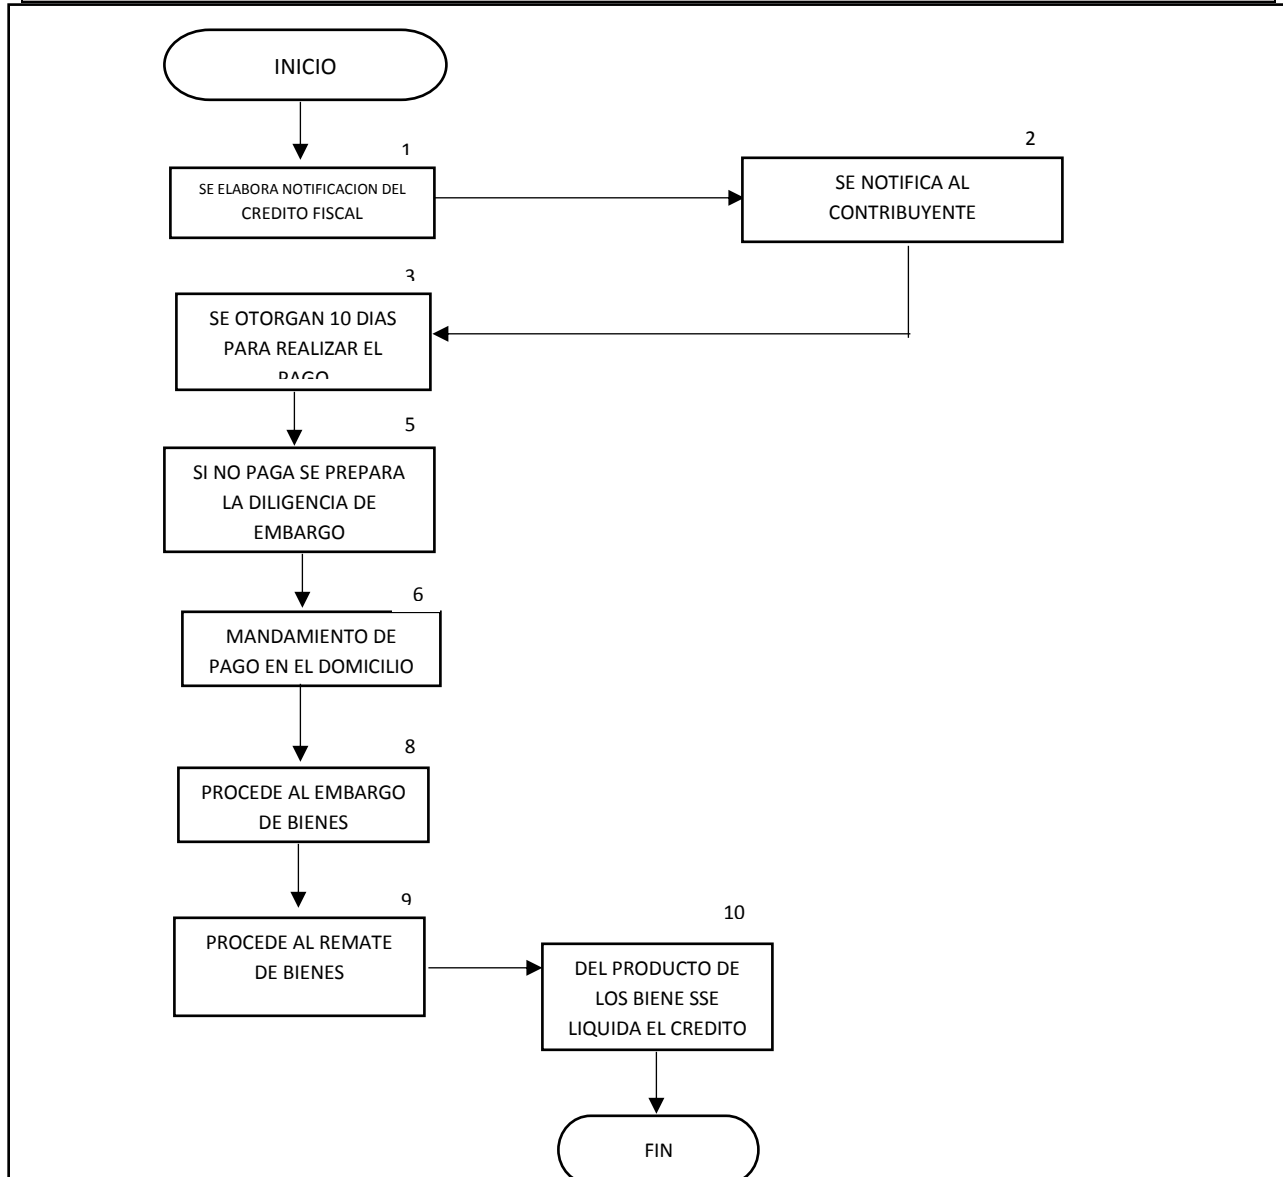 INICIO
1
SE ELABORA NOTIFICACION DEL
CREDITO FISCAL
2
SE NOTIFICA AL
CONTRIBUYENTE
3
SE OTORGAN 10 DIAS
PARA REALIZAR EL
PAGO
5
SI NO PAGA SE PREPARA
LA DILIGENCIA DE
EMBARGO
6
MANDAMIENTO DE
PAGO EN EL DOMICILIO
8
PROCEDE AL EMBARGO
DE BIENES
9
PROCEDE AL REMATE
DE BIENES
10
DEL PRODUCTO DE
LOS BIENE SSE
LIQUIDA EL CREDITO
FIN